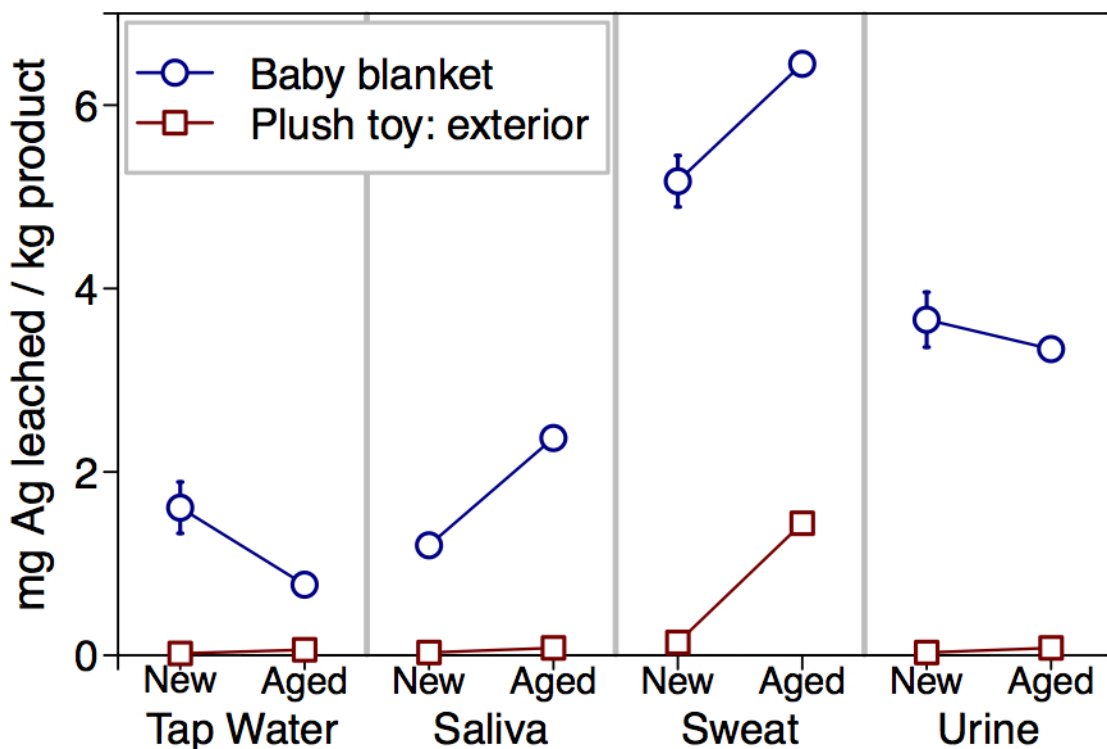 mg Ag leached / kg product
Baby blanket
Plush toy: exterior
6
4
2
0
New Aged New Aged New Aged New Aged
Tap Water Saliva Sweat Urine